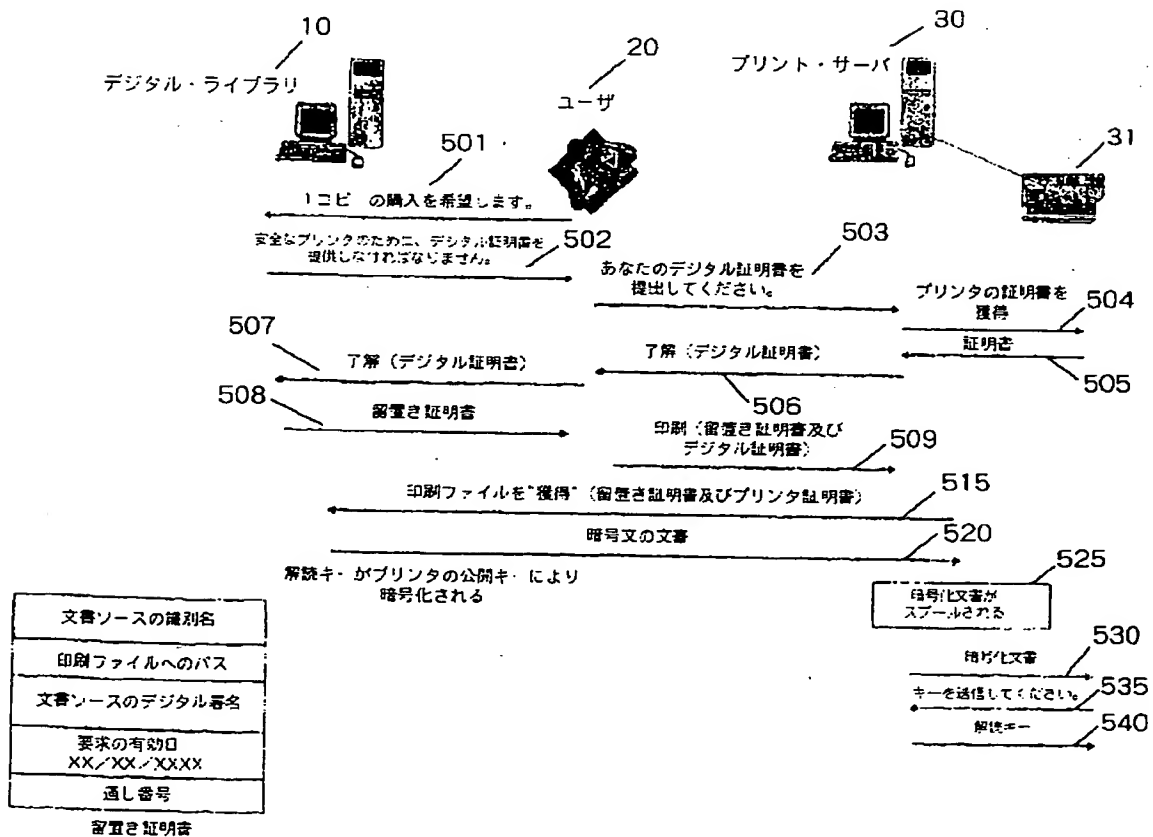 10
デジタル・ライブラリ
20
ユーザ
30
プリント・サーバ
31
501
1コピーの購入を希望します。
安全なプリンタのために、デジタル証明書を
提供しなければなりません。
502
503
あなたのデジタル証明書を
提出してください。
プリンタの証明書を
獲得
504
証明書
505
507
了解（デジタル証明書）
了解（デジタル証明書）
506
508
留置き証明書
印刷（留置き証明書及び
デジタル証明書）
509
印刷ファイルを"獲得"（留置き証明書及びプリンタ証明書）
515
暗号文の文書
520
解読キーがプリンタの公開キーにより
暗号化される
525
暗号化文書が
スプールされる
暗号化文書
530
キーを送信してください。
535
解読キー
540
文書ソースの識別名
印刷ファイルへのパス
文書ソースのデジタル署名
要求の有効日
XX/XX/XXXX
通し番号
留置き証明書